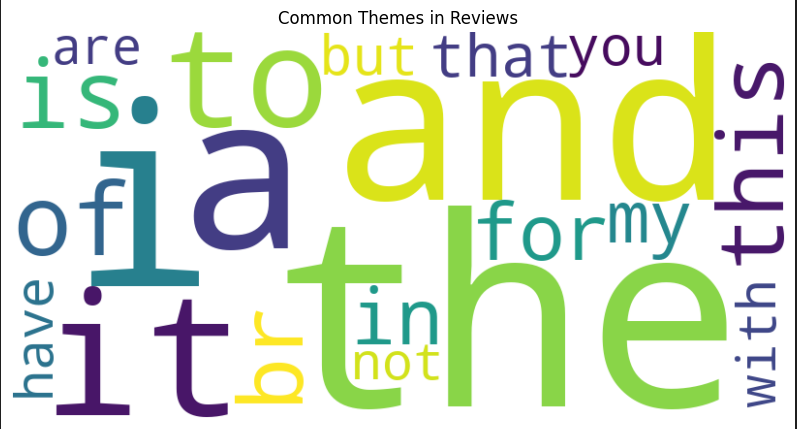 Common Themes in Reviews
are
is
to
but
that
you
and
this
i
a
of
for
my
the
have
it
br
in
not
with